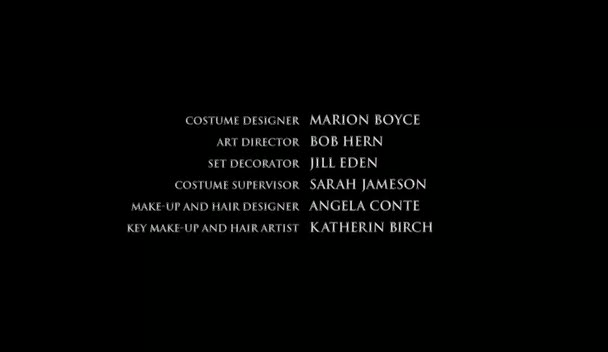 COSTUME DESIGNER MARION BOYCE
ART DIRECTOR BOB HERN
SET DECORATOR JILL EDEN
COSTUME SUPERVISOR SARAH JAMESON
MAKE-UP AND HAIR DESIGNER ANGELA CONTE
KEY MAKE-UP AND HAIR ARTIST KATHERIN BIRCH